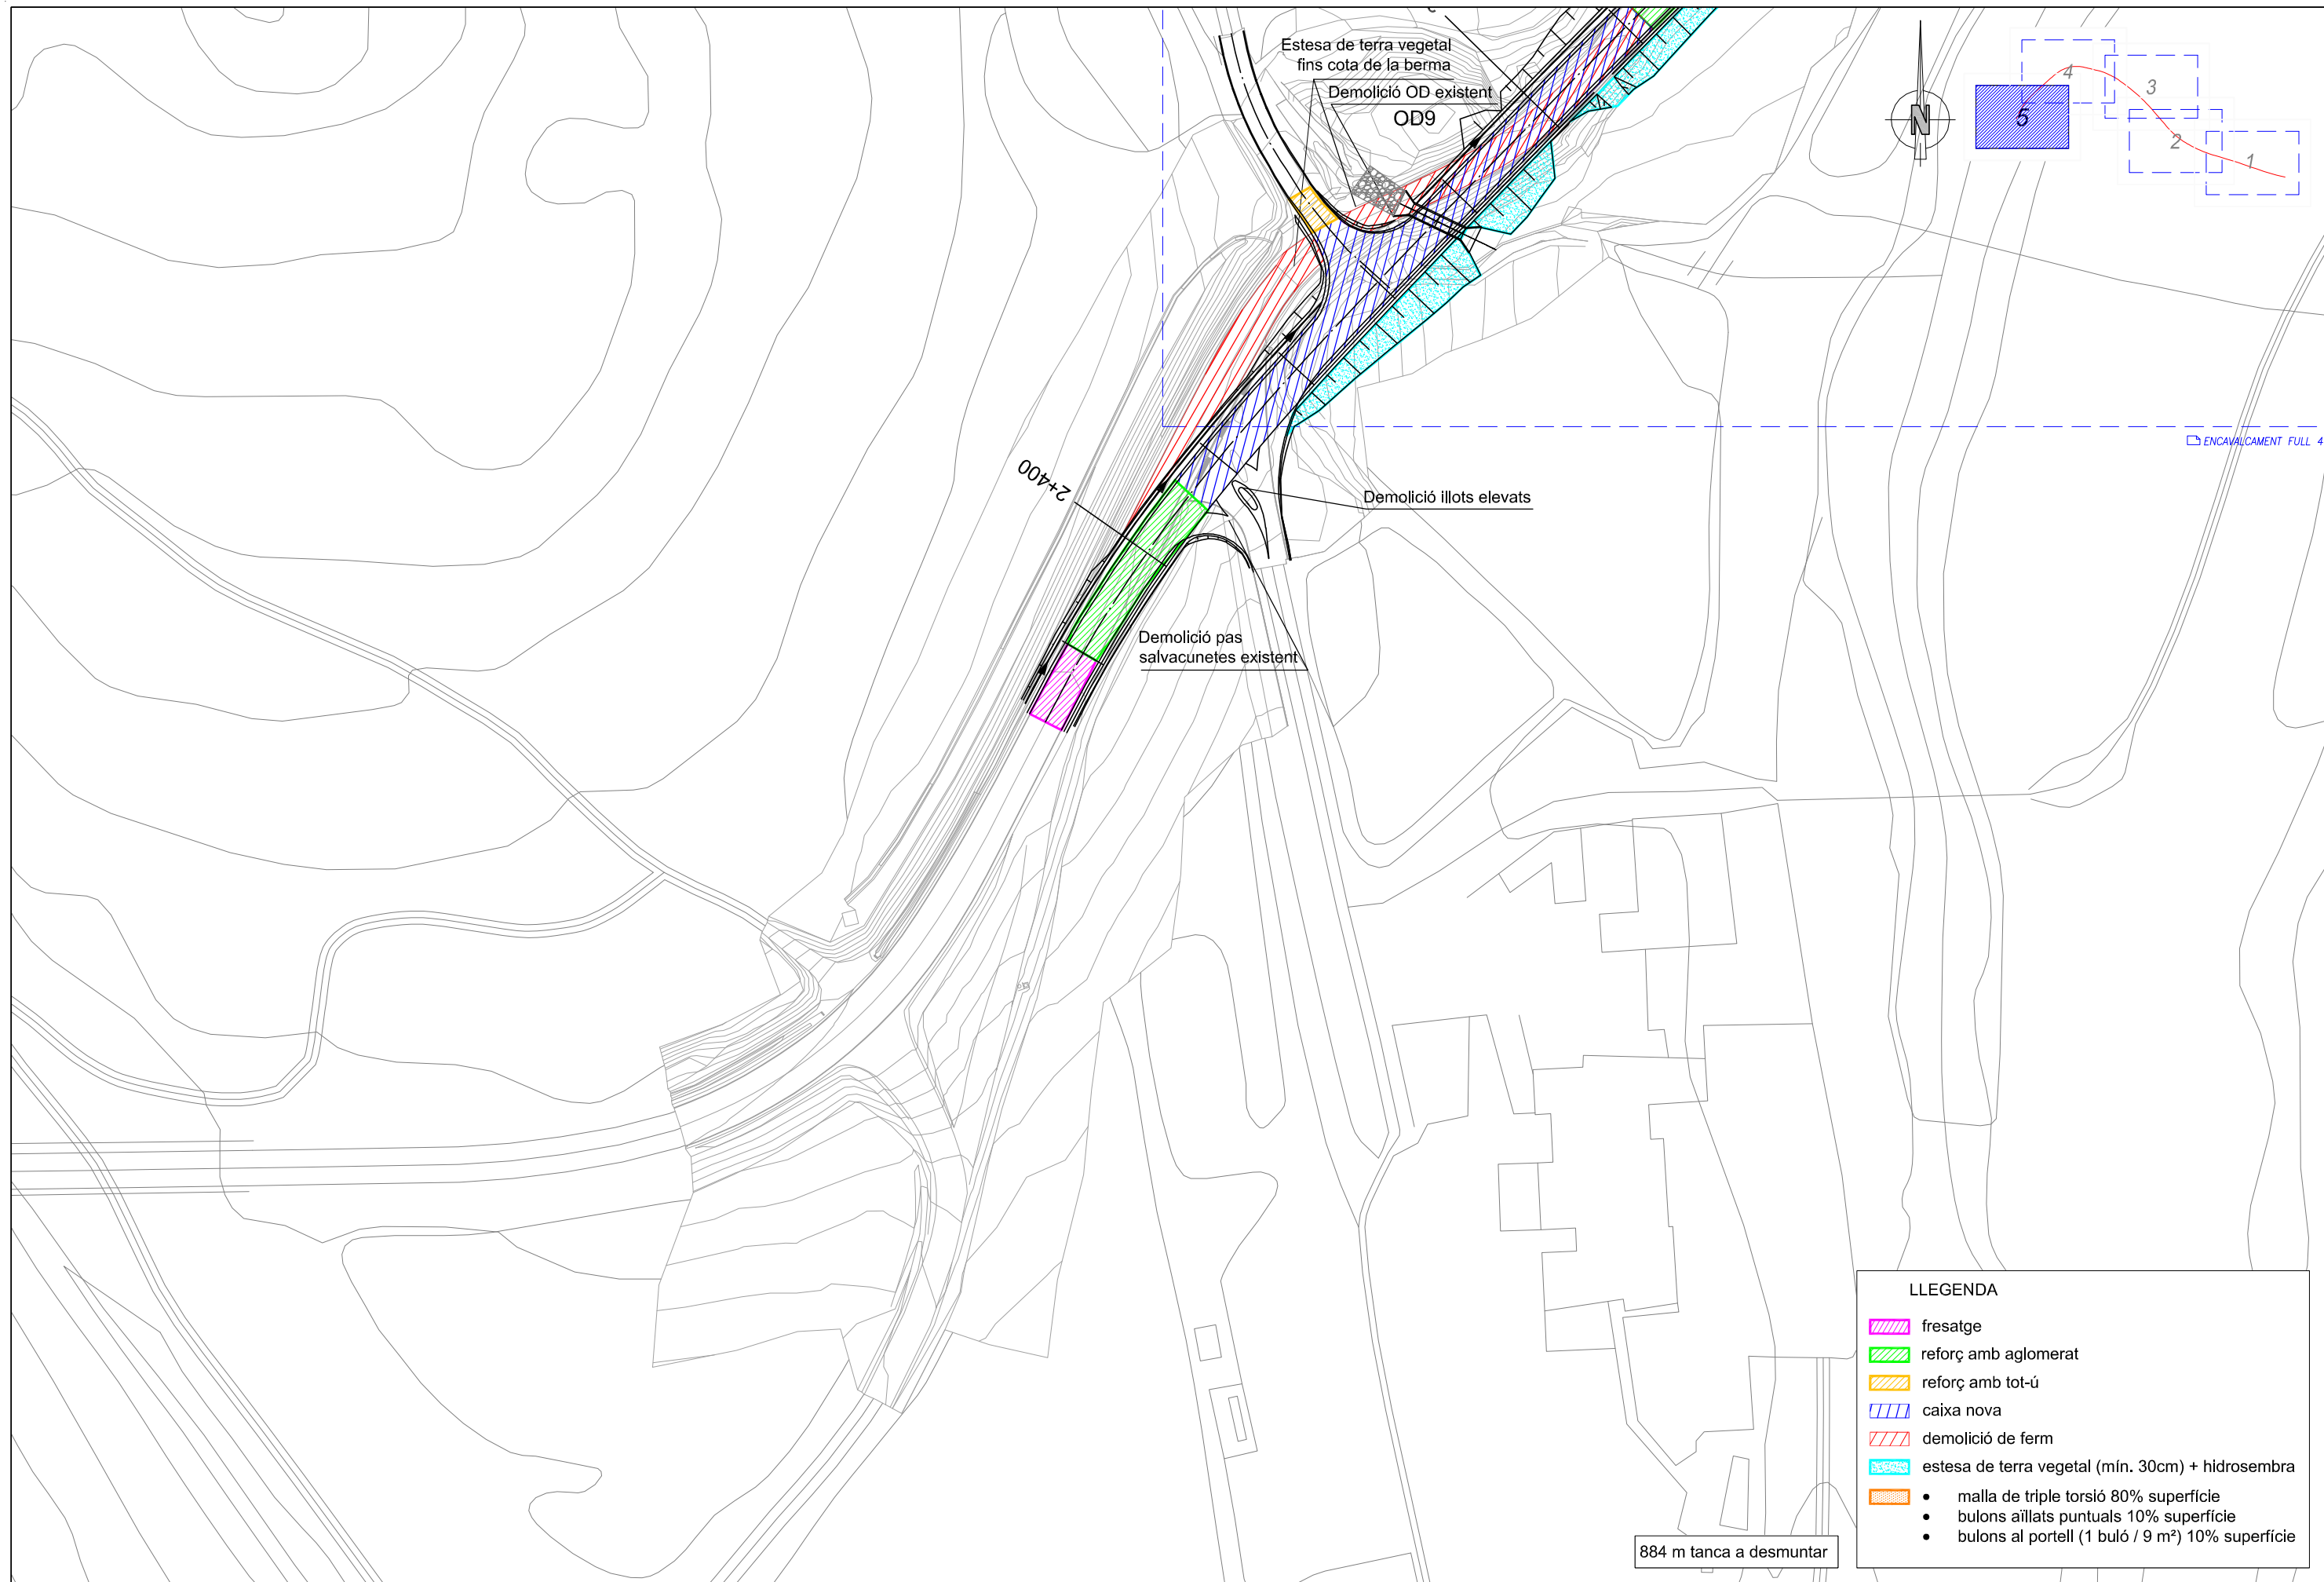 Estesa de terra vegetal
fins cota de la berma
Demolició OD existent
OD9
N
4
3
5
2
1
ENCAVALCAMENT FULL 4
2+400
Demolició illots elevats
Demolició pas
salvacunetes existent
LLEGENDA
fresatge
reforç amb aglomerat
reforç amb tot-ú
caixa nova
demolició de ferm
estesa de terra vegetal (mín. 30cm) + hidrosembra
• malla de triple torsió 80% superfície
• bulons aïllats puntuals 10% superfície
• bulons al portell (1 buló / 9 m²) 10% superfície
884 m tanca a desmuntar